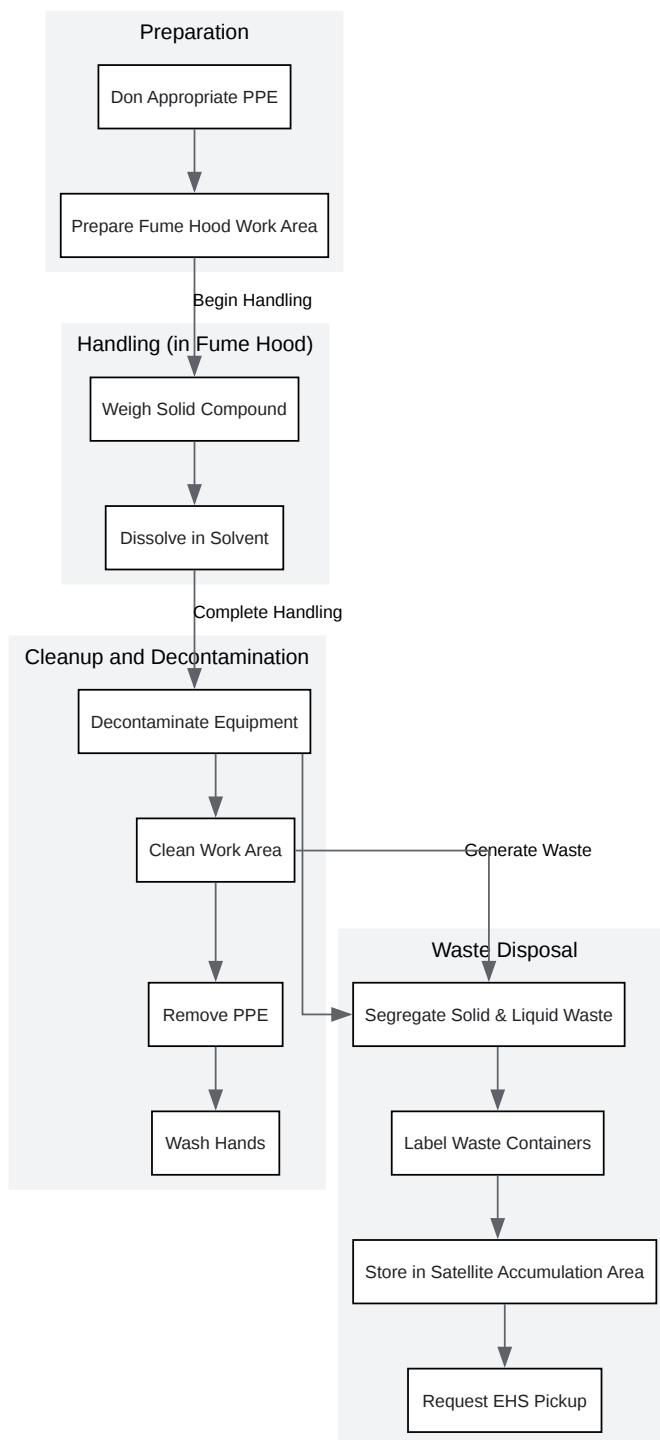 Preparation
Don Appropriate PPE
Prepare Fume Hood Work Area
Begin Handling
Handling (in Fume Hood)
Weigh Solid Compound
Dissolve in Solvent
Complete Handling
Cleanup and Decontamination
Decontaminate Equipment
Clean Work Area
Generate Waste
Waste Disposal
Remove PPE
Segregate Solid & Liquid Waste
Wash Hands
Label Waste Containers
Store in Satellite Accumulation Area
Request EHS Pickup